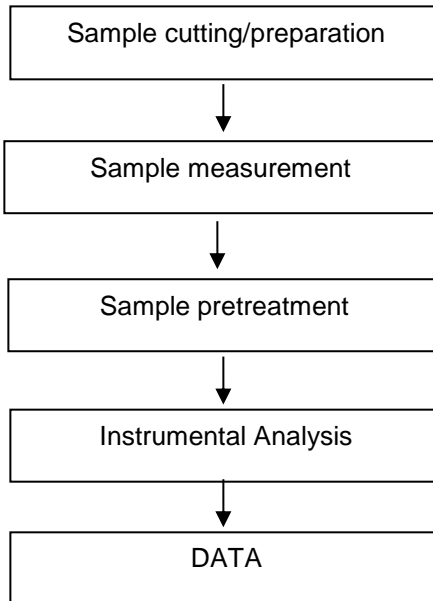 Sample cutting/preparation
Sample measurement
Sample pretreatment
Instrumental Analysis
DATA